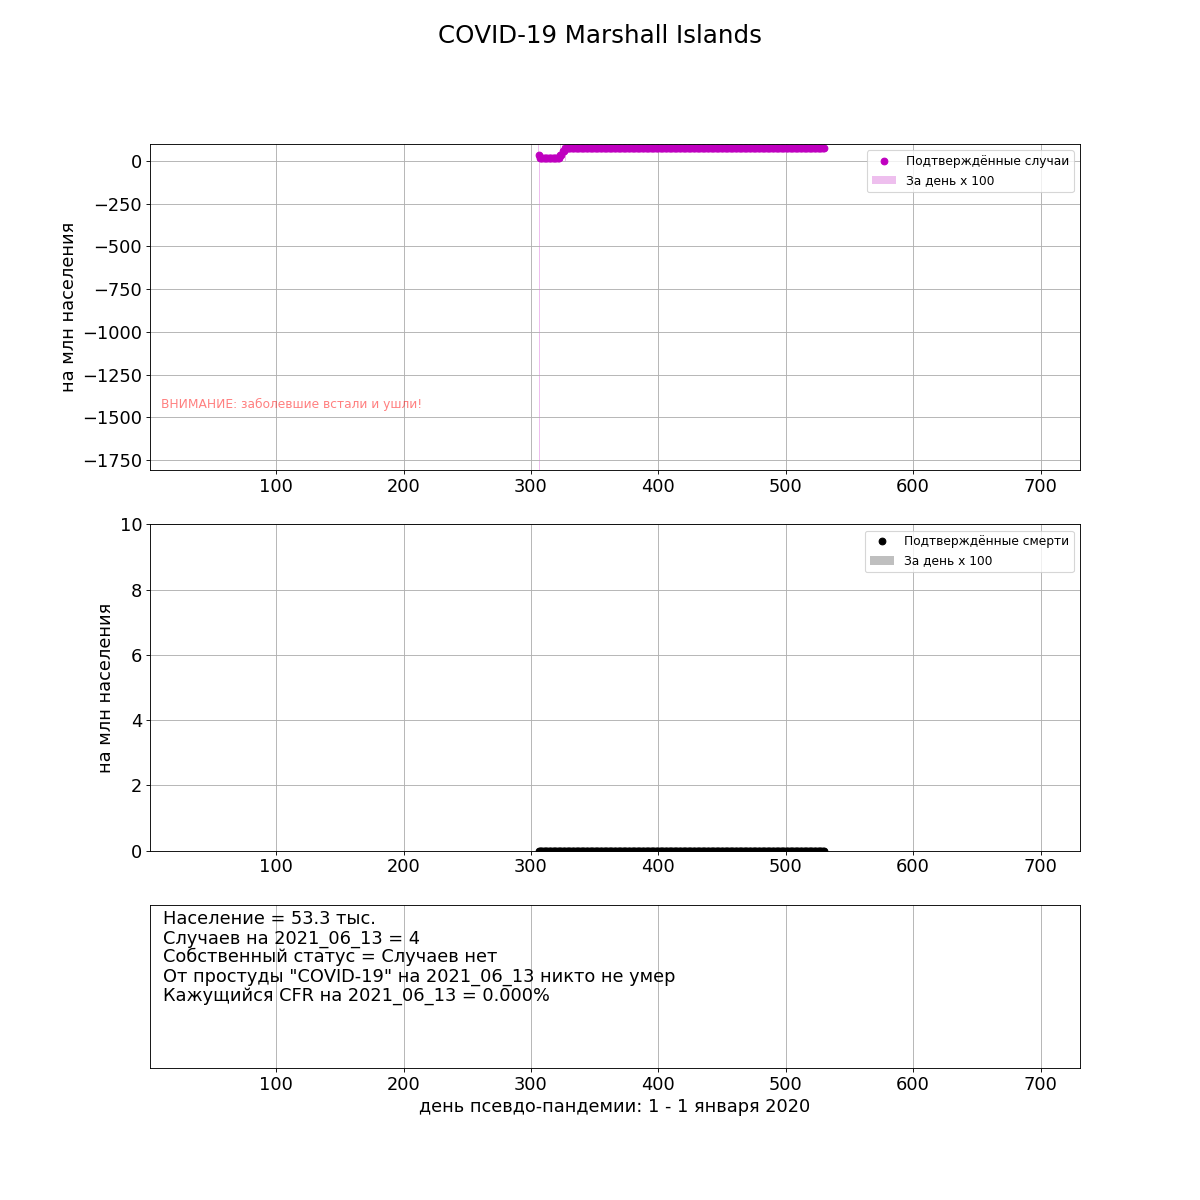 COVID-19 Marshall Islands
0
−250
−500
−750
−1000
−1250
−1500
−1750
на млн населения
Подтверждённые случаи
За день x 100
ВНИМАНИЕ: заболевшие встали и ушли!
100 200 300 400 500 600 700
10
8
6
4
2
0
на млн населения
Подтверждённые смерти
За день x 100
100 200 300 400 500 600 700
Население = 53.3 тыс.
Случаев на 2021_06_13 = 4
Собственный статус = Случаев нет
От простуды "COVID-19" на 2021_06_13 никто не умер
Кажущийся CFR на 2021_06_13 = 0.000%
100 200 300 400 500 600 700
день псевдо-пандемии: 1 - 1 января 2020